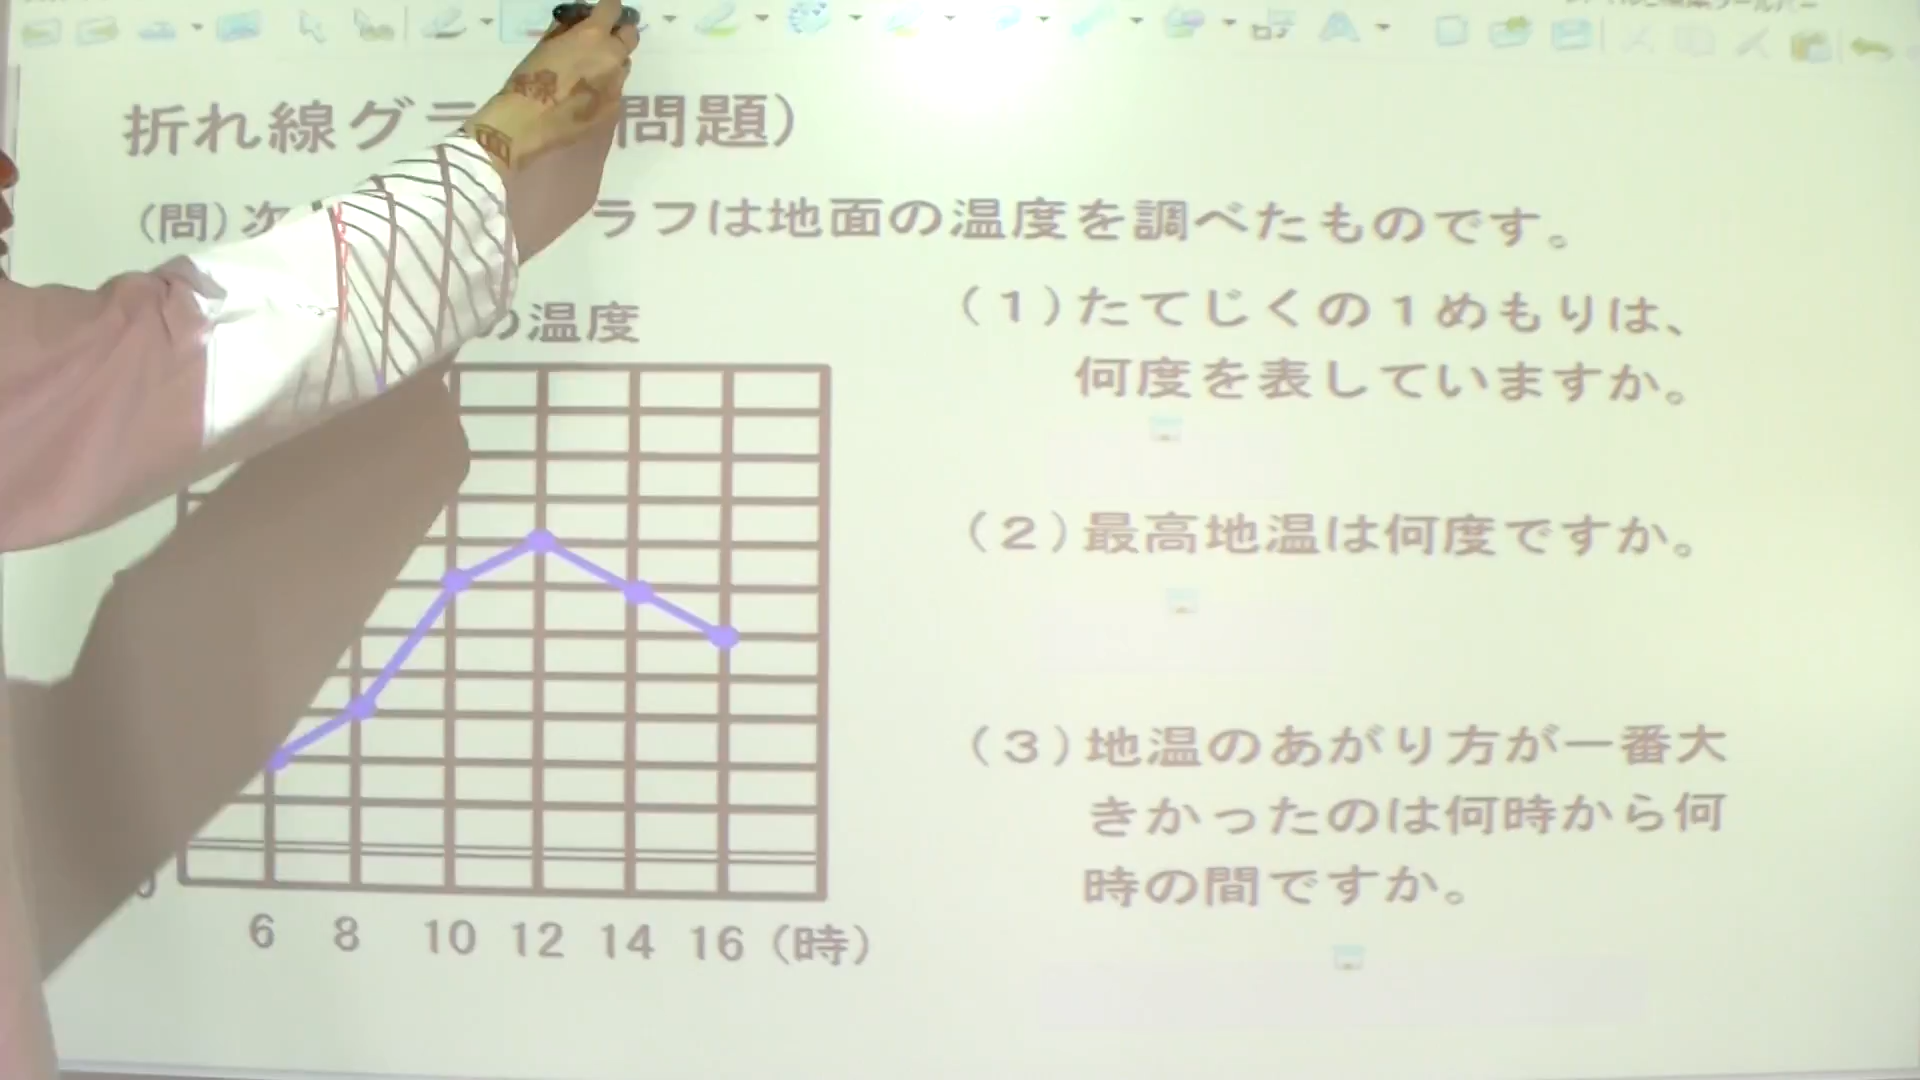 折れ線グラ 問題）
（問）次 ラフは地面の温度を調べたものです。
の温度
0
6 8 10 12 14 16（時）
（１）たてじくの１めもりは、
何度を表していますか。
（２）最高地温は何度ですか。
（３）地温のあがり方が一番大
きかったのは何時から何
時の間ですか。